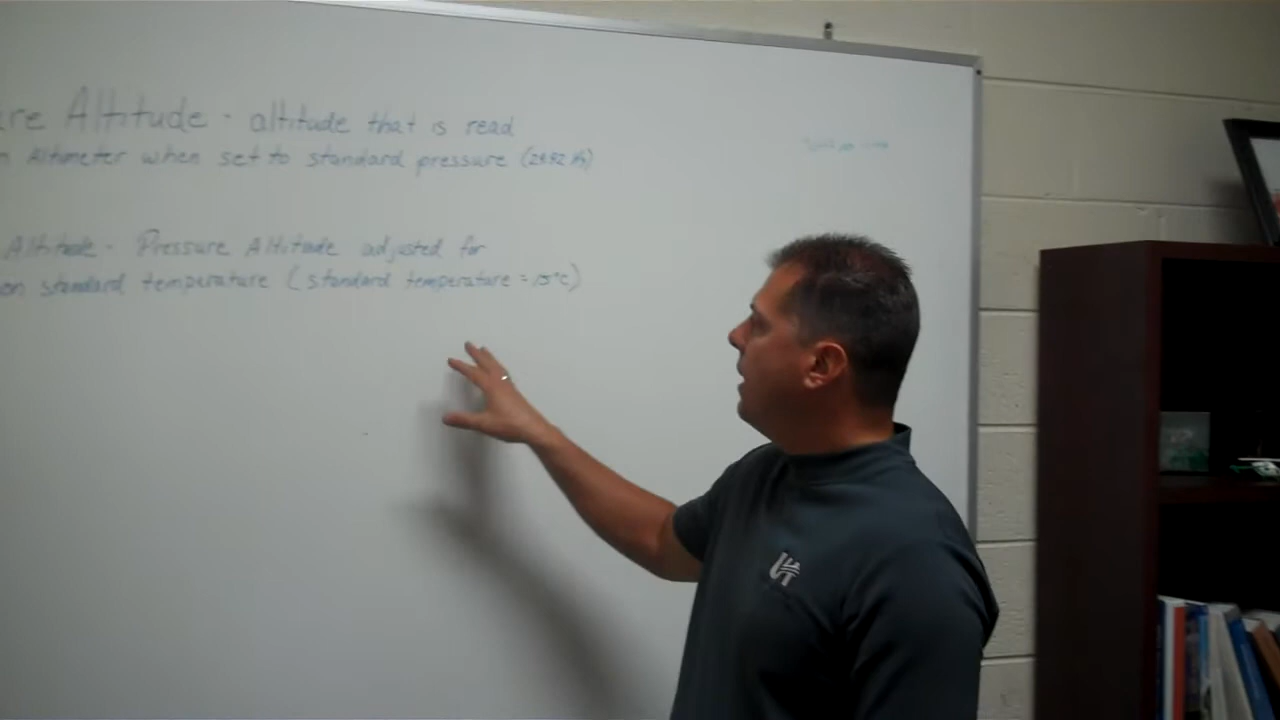 re Altitude - altitude that is read
n Altimeter when set to standard pressure (29.92 Hg)
Altitude - Pressure Altitude adjusted for
on standard temperature (standard temperature = 15°C)